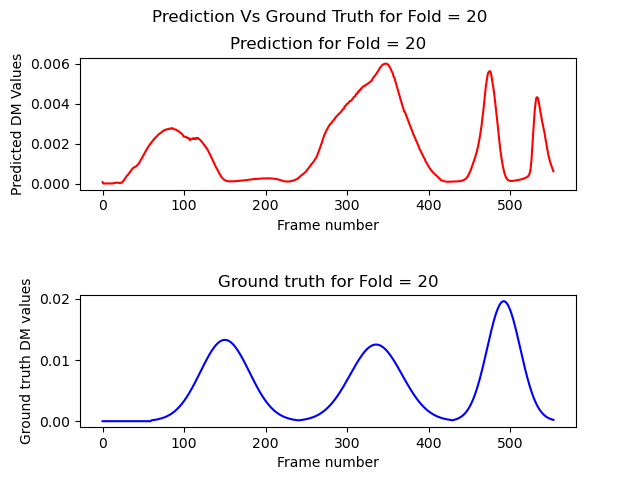 Prediction Vs Ground Truth for Fold = 20
Prediction for Fold = 20
Predicted DM Values
0.006
0.004
0.002
0.000
0 100 200 300 400 500
Frame number
Ground truth for Fold = 20
Ground truth DM values
0.02
0.01
0.00
0 100 200 300 400 500
Frame number